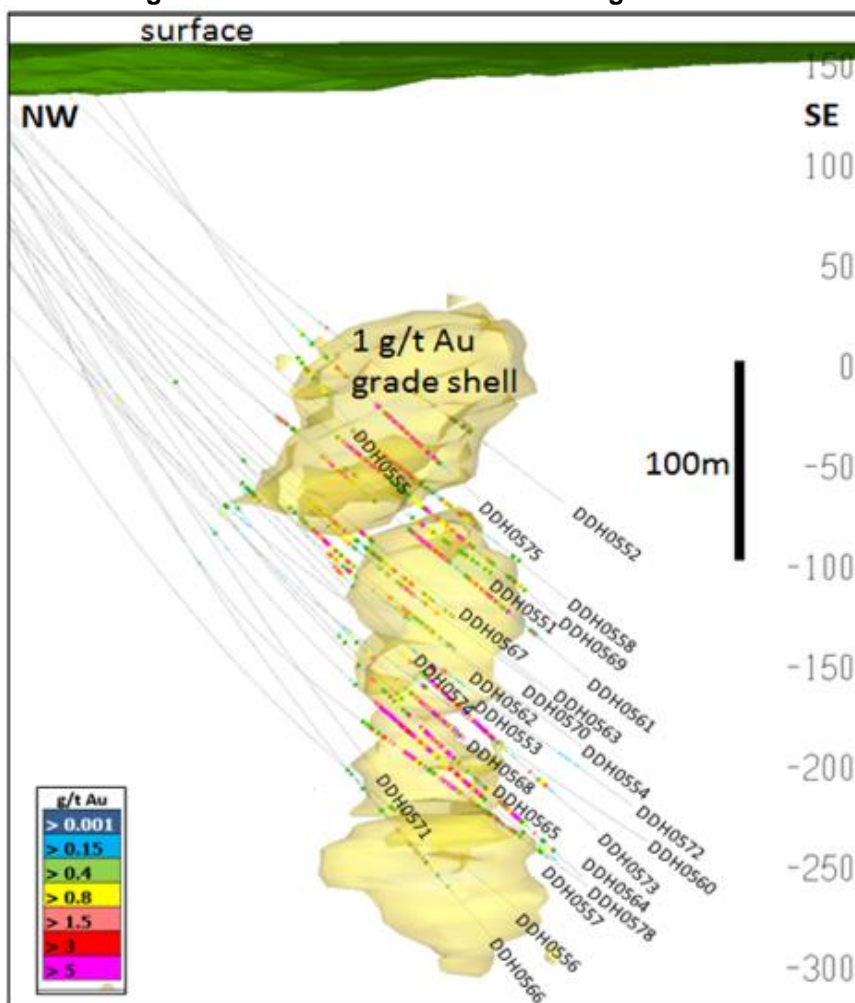 surface
150
NW
SE
100
50
1 g/t Au
grade shell
0
100m
-50
DDH0555
DDH0552
DDH0575
-100
DDH0551
DDH0558
DDH0569
DDH0567
-150
DDH0561
DDH0563
DDH0570
DDH0562
DDH0553
DDH0554
-200
DDH0568
DDH0565
DDH0571
DDH0572
DDH0560
DDH0573
-250
DDH0564
DDH0578
DDH0557
DDH0556
DDH0566
-300
g/t Au
> 0.001
> 0.15
> 0.4
> 0.8
> 1.5
> 3
> 5